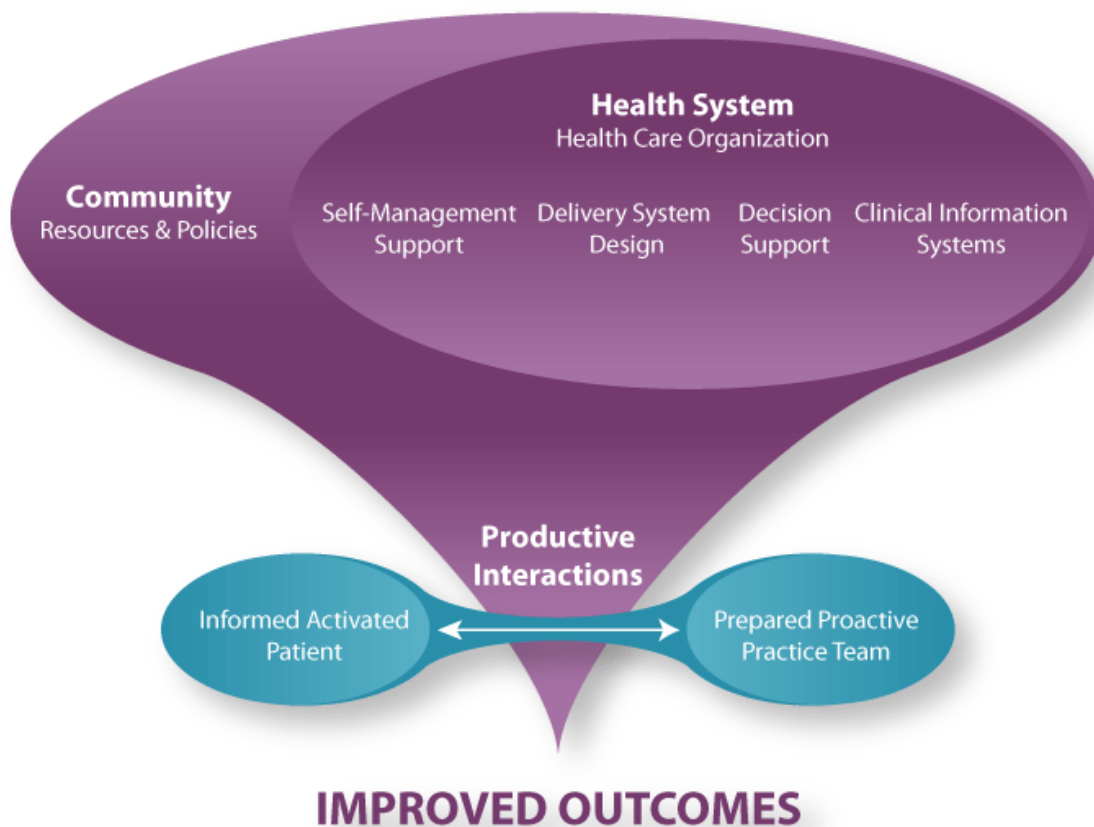 Health System
Health Care Organization
Community
Resources & Policies
Self-Management
Support
Delivery System
Design
Decision
Support
Clinical Information
Systems
Productive
Interactions
Informed Activated
Patient
Prepared Proactive
Practice Team
IMPROVED OUTCOMES